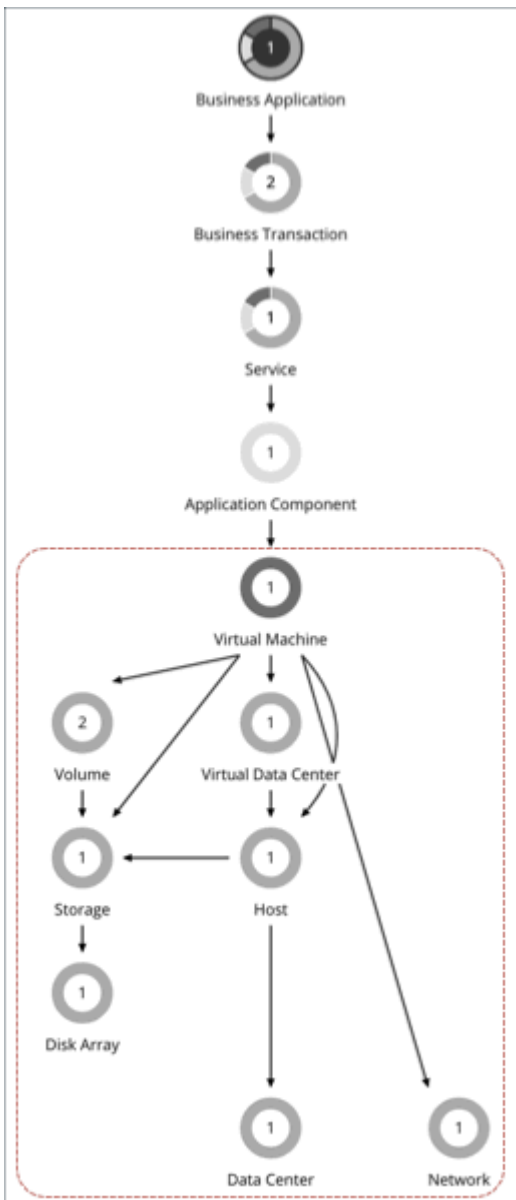 1
Business Application
2
Business Transaction
1
Service
1
Application Component
1
Virtual Machine
2
1
Volume
Virtual Data Center
1
1
Storage
Host
1
Disk Array
1
1
Data Center
Network